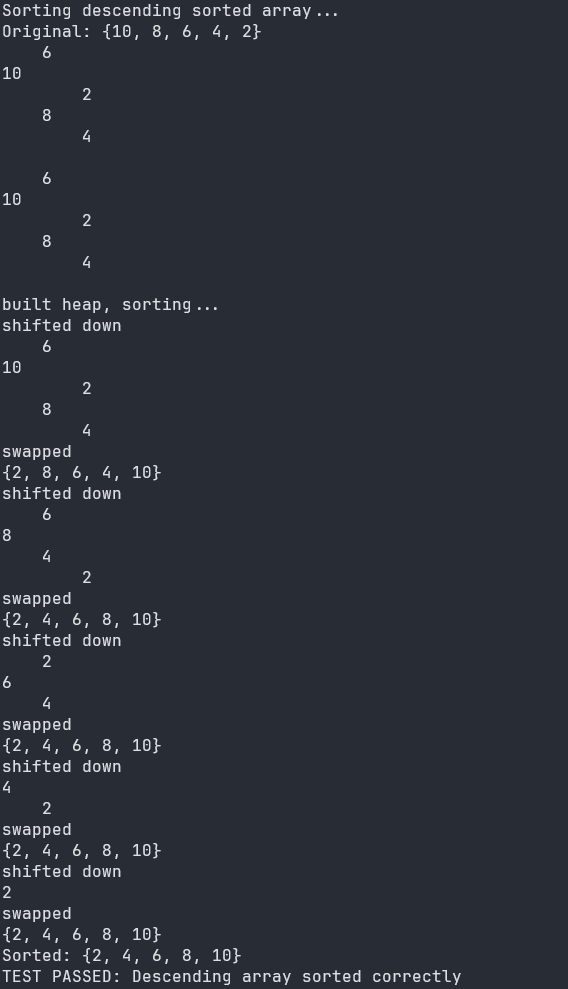 Sorting descending sorted array...
Original: {10, 8, 6, 4, 2}
    6
10
        2
    8
        4

    6
10
        2
    8
        4

built heap, sorting...
shifted down
    6
10
        2
    8
        4
swapped
{2, 8, 6, 4, 10}
shifted down
    6
8
    4
        2
swapped
{2, 4, 6, 8, 10}
shifted down
    2
6
    4
swapped
{2, 4, 6, 8, 10}
shifted down
4
    2
swapped
{2, 4, 6, 8, 10}
shifted down
2
swapped
{2, 4, 6, 8, 10}
Sorted: {2, 4, 6, 8, 10}
TEST PASSED: Descending array sorted correctly